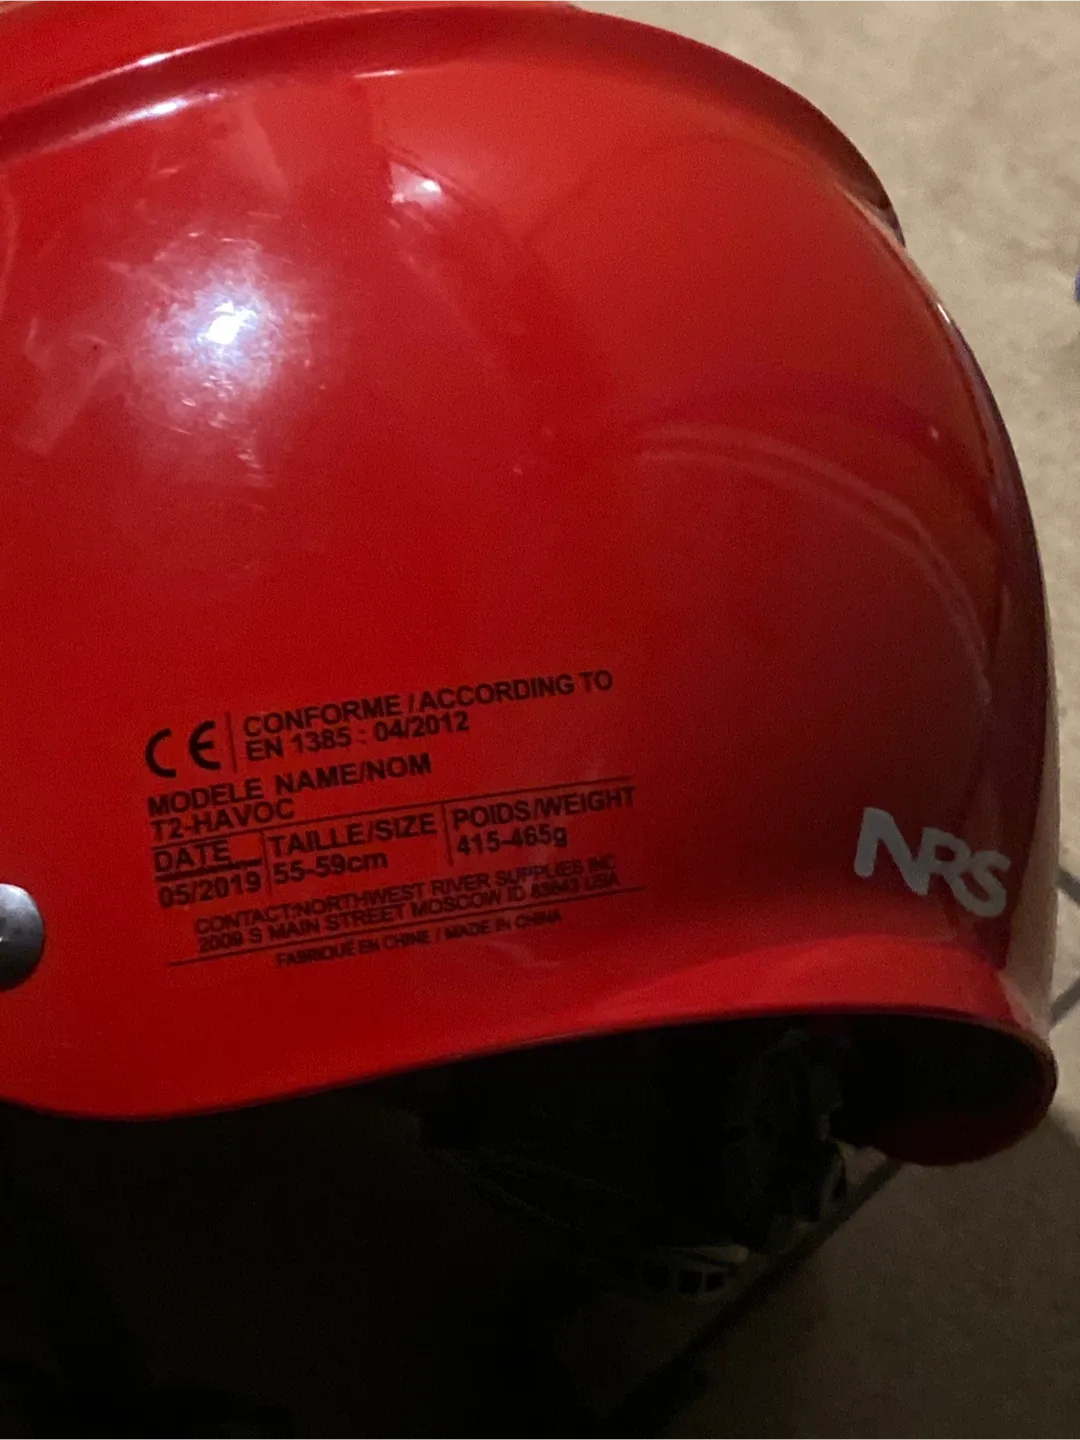 CE
CONFORME / ACCORDING TO
EN 1385 : 04/2012
MODELE NAME/NOM
T2-HAVOC
DATE TAILLE/SIZE POIDS/WEIGHT
05/2019 55-59cm 415-465g
CONTACT:NORTHWEST RIVER SUPPLIES INC
2009 S MAIN STREET MOSCOW ID 83843 USA
FABRIQUÉ EN CHINE / MADE IN CHINA
NRS